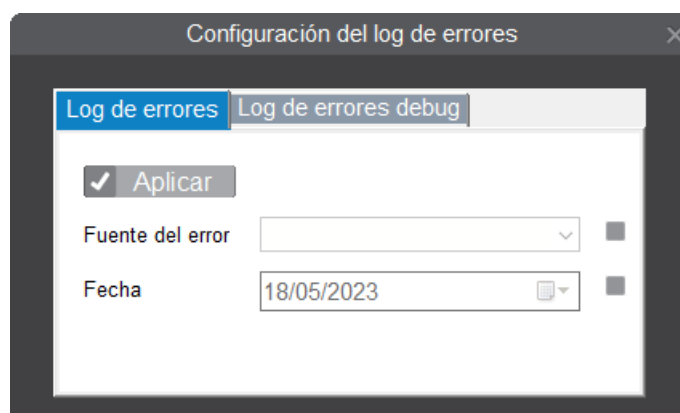 Configuración del log de errores
Log de errores Log de errores debug
Aplicar
Fuente del error
Fecha 18/05/2023